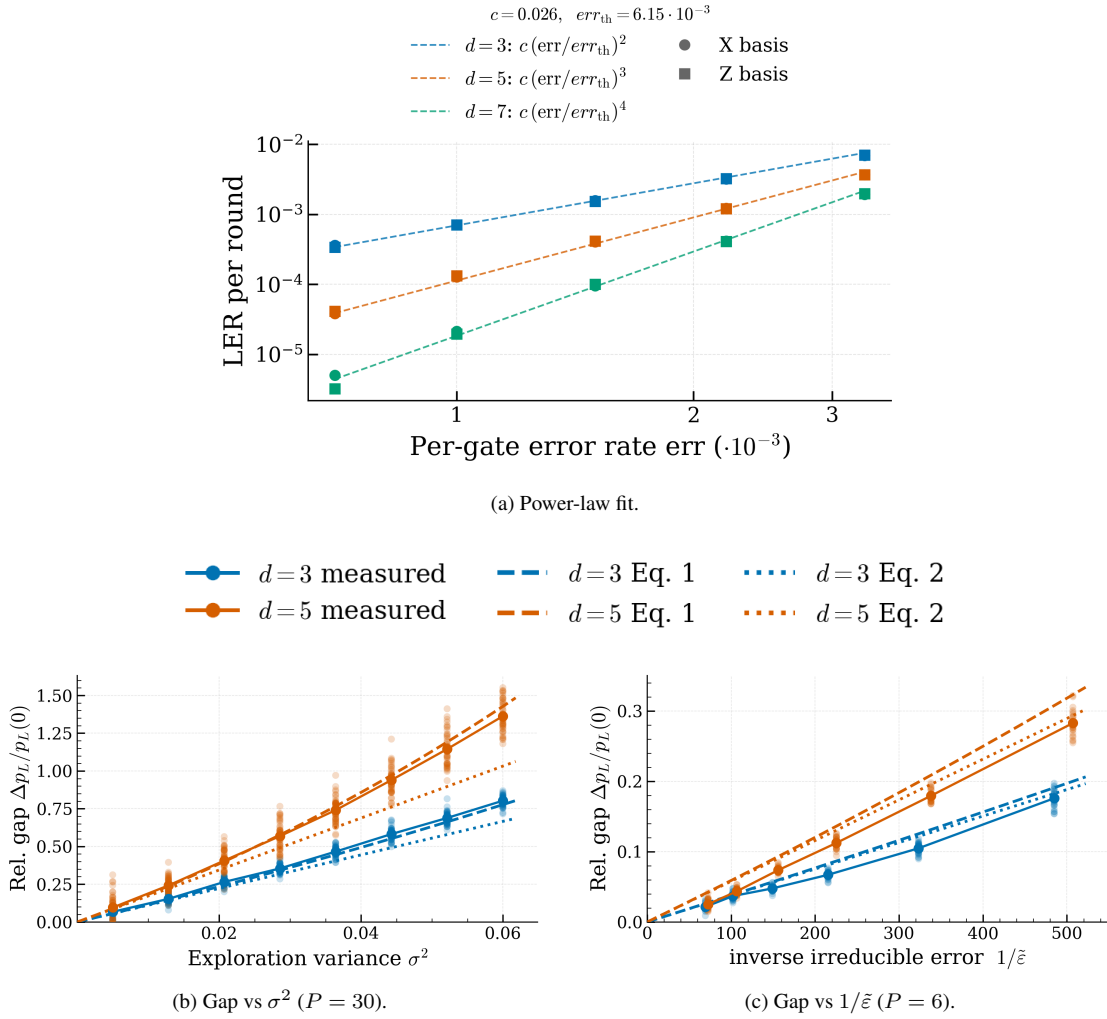 c = 0.026, err_th = 6.15 · 10⁻³
d = 3: c (err/err_th)²
d = 5: c (err/err_th)³
d = 7: c (err/err_th)⁴
X basis
Z basis
LER per round
10⁻²
10⁻³
10⁻⁴
10⁻⁵
1 2 3
Per-gate error rate err (·10⁻³)
(a) Power-law fit.
d = 3 measured
d = 5 measured
d = 3 Eq. 1
d = 5 Eq. 1
d = 3 Eq. 2
d = 5 Eq. 2
Rel. gap Δp_L/p_L(0)
1.50
1.25
1.00
0.75
0.50
0.25
0.00
0.02 0.04 0.06
Exploration variance σ²
(b) Gap vs σ² (P = 30).
Rel. gap Δp_L/p_L(0)
0.3
0.2
0.1
0.0
0 100 200 300 400 500
inverse irreducible error 1/ε̃
(c) Gap vs 1/ε̃ (P = 6).